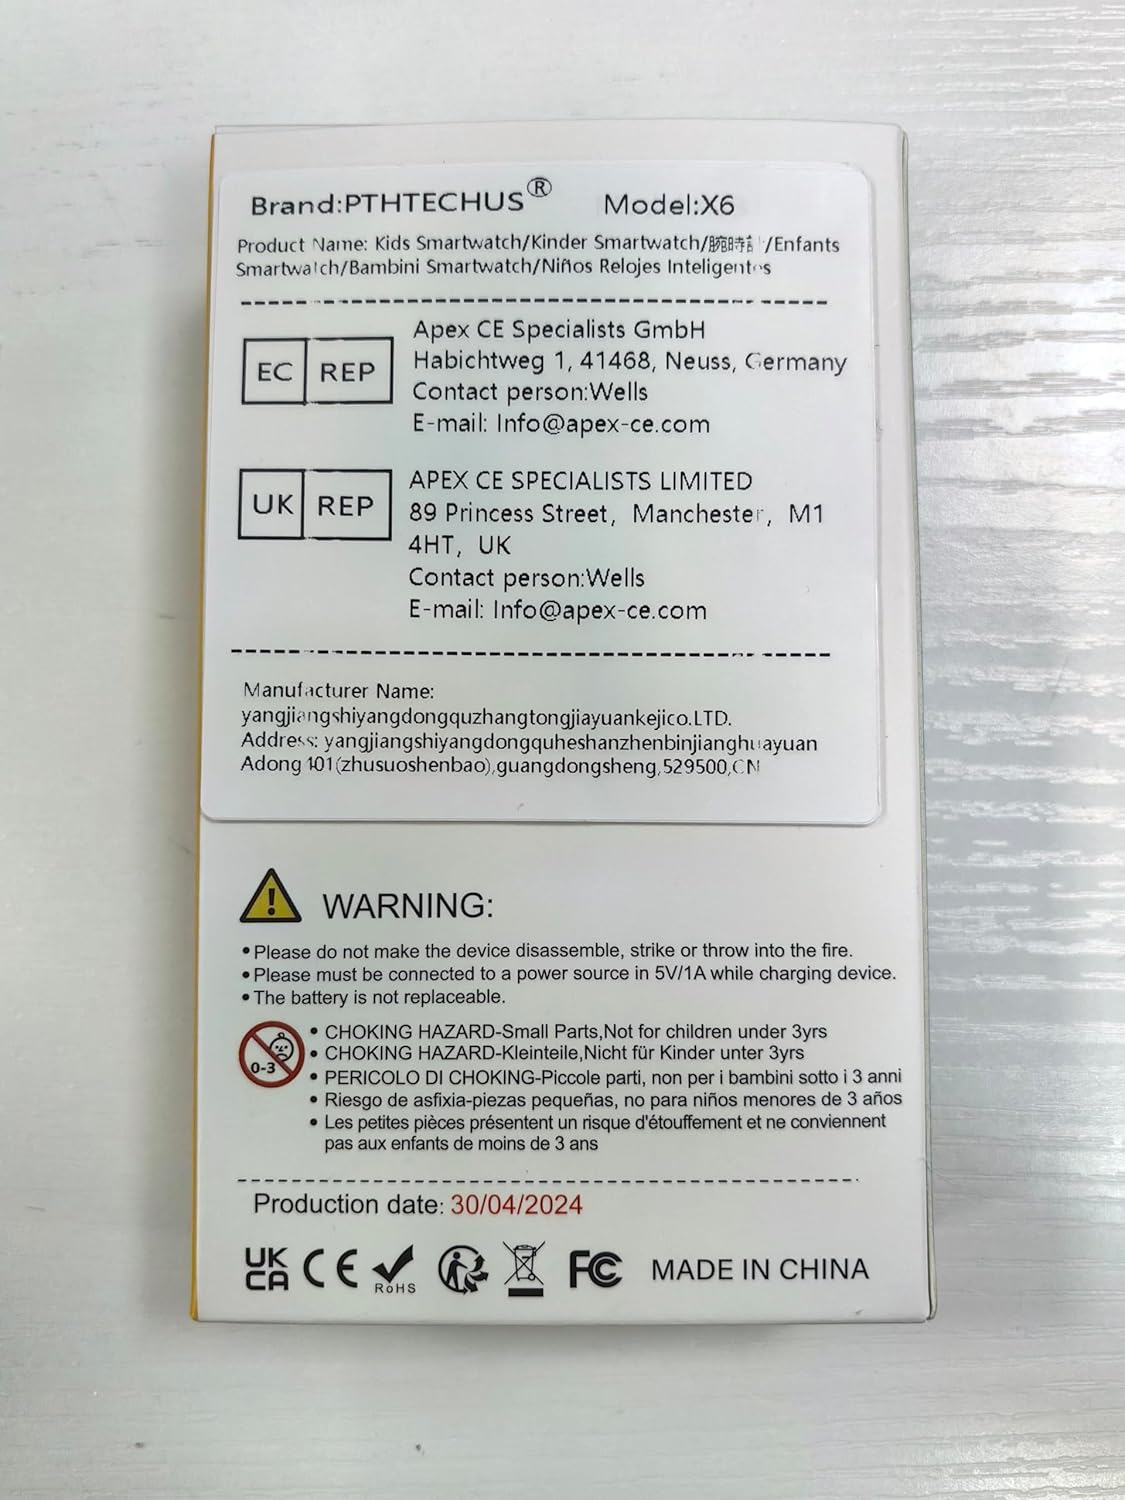 Brand:PTHTECHUS® Model:X6
Product Name: Kids Smartwatch/Kinder Smartwatch/腕時計/Enfants
Smartwatch/Bambini Smartwatch/Niños Relojes Inteligentes
EC REP
Apex CE Specialists GmbH
Habichtweg 1, 41468, Neuss, Germany
Contact person:Wells
E-mail: Info@apex-ce.com
UK REP
APEX CE SPECIALISTS LIMITED
89 Princess Street, Manchester, M1
4HT, UK
Contact person:Wells
E-mail: Info@apex-ce.com
Manufacturer Name:
yangjiangshiyangdongquzhangtongjiayuankejico.LTD.
Address: yangjiangshiyangdongquheshanzhenbinjianghuayuan
Adong 101(zhusuoshenbao),guangdongsheng,529500,CN
WARNING:
• Please do not make the device disassemble, strike or throw into the fire.
• Please must be connected to a power source in 5V/1A while charging device.
• The battery is not replaceable.
0-3
• CHOKING HAZARD-Small Parts,Not for children under 3yrs
• CHOKING HAZARD-Kleinteile,Nicht für Kinder unter 3yrs
• PERICOLO DI CHOKING-Piccole parti, non per i bambini sotto i 3 anni
• Riesgo de asfixia-piezas pequeñas, no para niños menores de 3 años
• Les petites pièces présentent un risque d'étouffement et ne conviennent
pas aux enfants de moins de 3 ans
Production date: 30/04/2024
UK CA CE RoHS FC MADE IN CHINA